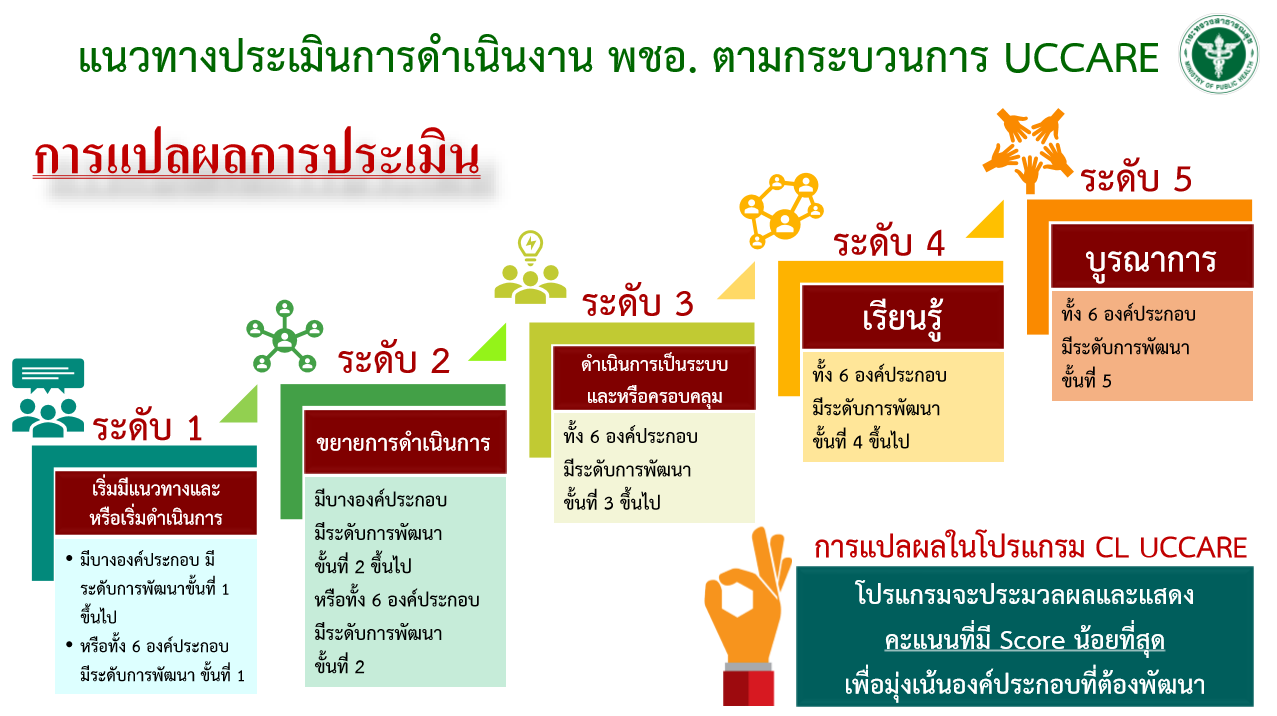 แนวทางประเมินการดำเนินงาน พชอ. ตามกระบวนการ UCCARE
กระทรวงสาธารณสุข
MINISTRY OF PUBLIC HEALTH
การแปลผลการประเมิน
ระดับ 1
เริ่มมีแนวทางและ
หรือเริ่มดำเนินการ
• มีบางองค์ประกอบ มี
ระดับการพัฒนาขั้นที่ 1
ขึ้นไป
• หรือทั้ง 6 องค์ประกอบ
มีระดับการพัฒนา ขั้นที่ 1
ระดับ 2
ขยายการดำเนินการ
มีบางองค์ประกอบ
มีระดับการพัฒนา
ขั้นที่ 2 ขึ้นไป
หรือทั้ง 6 องค์ประกอบ
มีระดับการพัฒนา
ขั้นที่ 2
ระดับ 3
ดำเนินการเป็นระบบ
และหรือครอบคลุม
ทั้ง 6 องค์ประกอบ
มีระดับการพัฒนา
ขั้นที่ 3 ขึ้นไป
ระดับ 4
เรียนรู้
ทั้ง 6 องค์ประกอบ
มีระดับการพัฒนา
ขั้นที่ 4 ขึ้นไป
ระดับ 5
บูรณาการ
ทั้ง 6 องค์ประกอบ
มีระดับการพัฒนา
ขั้นที่ 5
การแปลผลในโปรแกรม CL UCCARE
โปรแกรมจะประมวลผลและแสดง
คะแนนที่มี Score น้อยที่สุด
เพื่อมุ่งเน้นองค์ประกอบที่ต้องพัฒนา